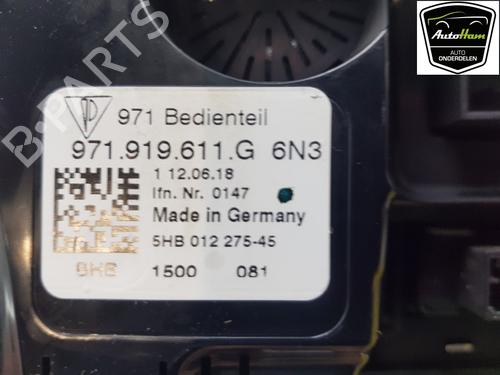 AutoHam
AUTO
ONDERDELEN
B-PARTS
971 Bedienteil
971.919.611.G 6N3
1 12.06.18
lfn. Nr. 0147
Made in Germany
5HB 012 275-45
BHB 1500 081